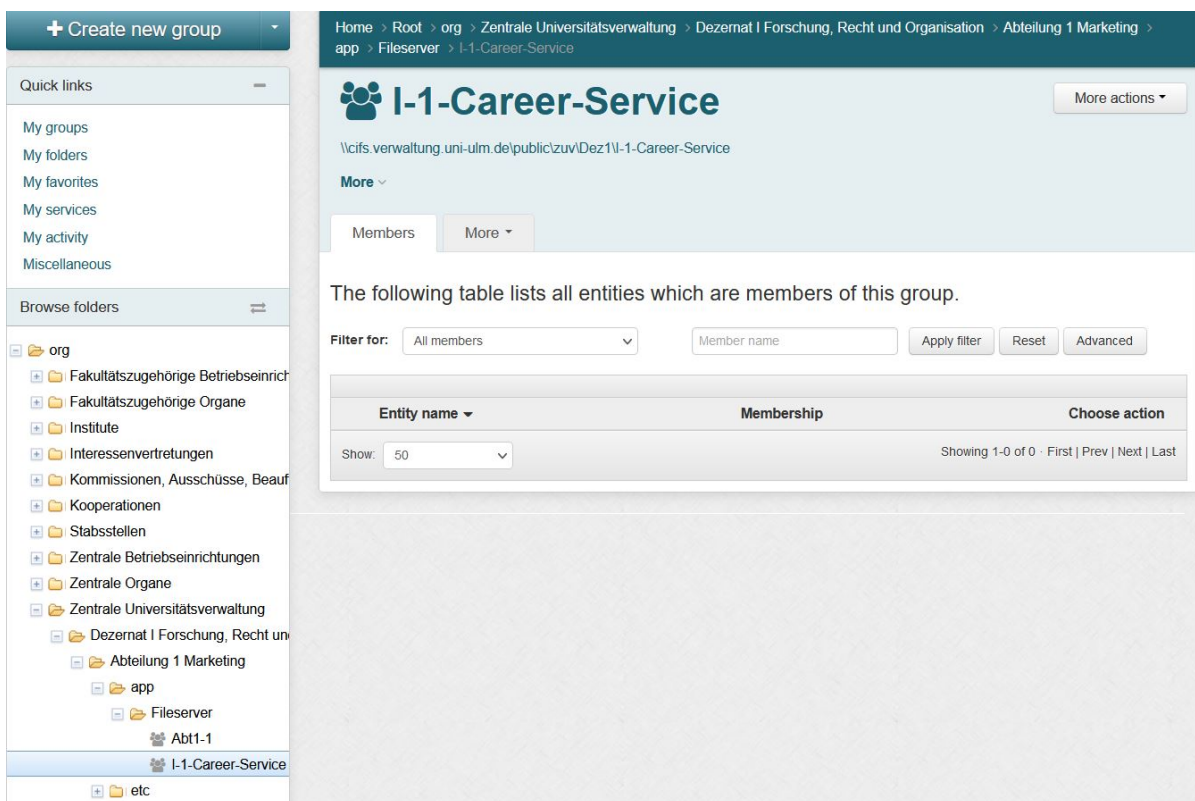 + Create new group
Quick links
My groups
My folders
My favorites
My services
My activity
Miscellaneous
Browse folders
org
Fakultätszugehörige Betriebseinrich
Fakultätszugehörige Organe
Institute
Interessenvertretungen
Kommissionen, Ausschüsse, Beauf
Kooperationen
Stabsstellen
Zentrale Betriebseinrichtungen
Zentrale Organe
Zentrale Universitätsverwaltung
Dezernat I Forschung, Recht un
Abteilung 1 Marketing
app
Fileserver
Abt1-1
I-1-Career-Service
etc
Home > Root > org > Zentrale Universitätsverwaltung > Dezernat I Forschung, Recht und Organisation > Abteilung 1 Marketing >
app > Fileserver > I-1-Career-Service
I-1-Career-Service
More actions
\\cifs.verwaltung.uni-ulm.de\public\zuv\Dez1\I-1-Career-Service
More
Members More
The following table lists all entities which are members of this group.
Filter for: All members Member name Apply filter Reset Advanced
Entity name Membership Choose action
Show: 50 Showing 1-0 of 0 · First | Prev | Next | Last